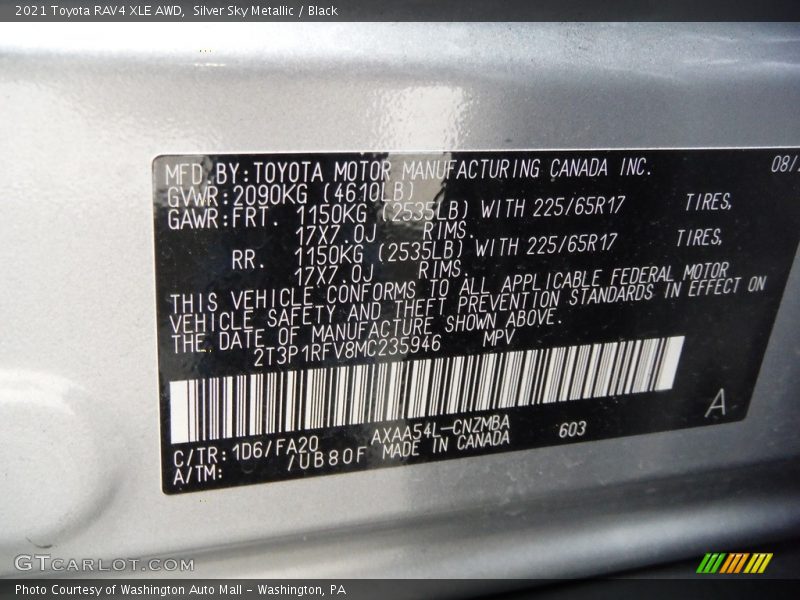 2021 Toyota RAV4 XLE AWD, Silver Sky Metallic / Black
MFD BY:TOYOTA MOTOR MANUFACTURING CANADA INC. 08/
GVWR:2090KG (4610LB)
GAWR:FRT. 1150KG (2535LB) WITH 225/65R17 TIRES,
17X7.0J RIMS.
RR. 1150KG (2535LB) WITH 225/65R17 TIRES,
17X7.0J RIMS.
THIS VEHICLE CONFORMS TO ALL APPLICABLE FEDERAL MOTOR
VEHICLE SAFETY AND THEFT PREVENTION STANDARDS IN EFFECT ON
THE DATE OF MANUFACTURE SHOWN ABOVE.
2T3P1RFV8MC235946 MPV
A
C/TR:1D6/FA20 AXAA54L-CNZMBA 603
A/TM: /UB80F MADE IN CANADA
GTCARLOT.COM
Photo Courtesy of Washington Auto Mall - Washington, PA